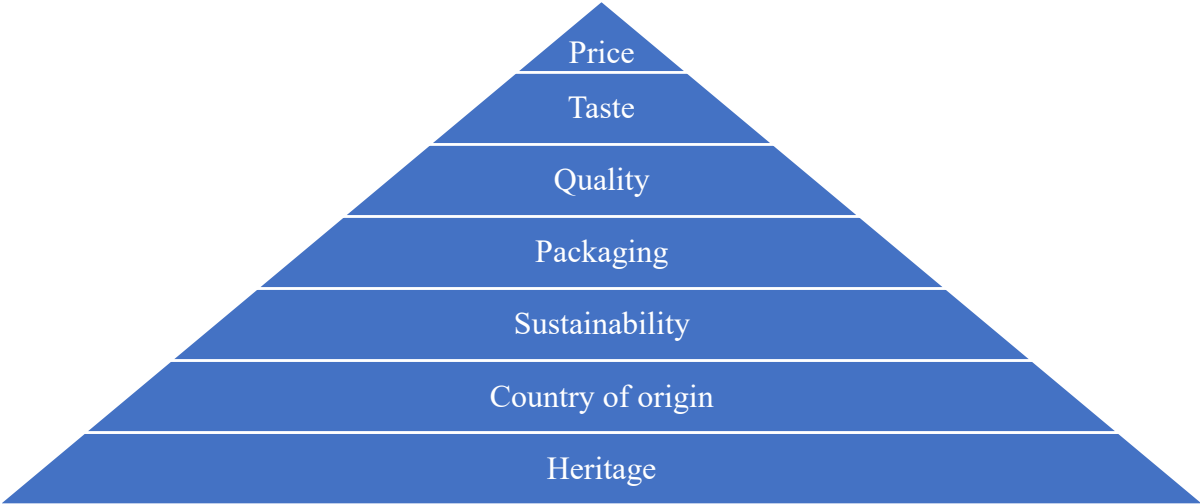 Price
Taste
Quality
Packaging
Sustainability
Country of origin
Heritage